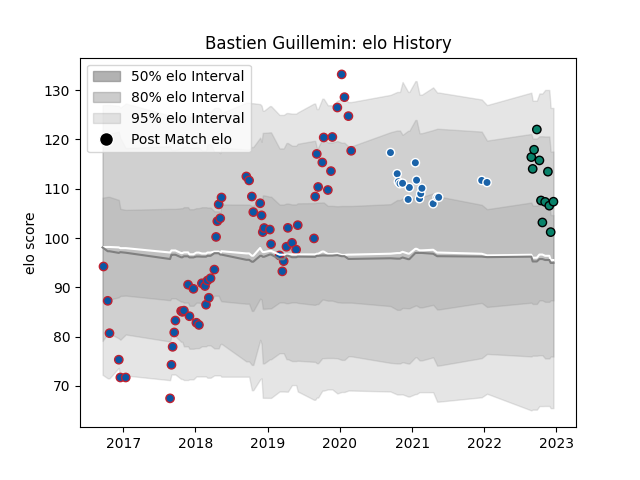 Bastien Guillemin: elo History
50% elo Interval
80% elo Interval
95% elo Interval
Post Match elo
elo score
130
120
110
100
90
80
70
2017 2018 2019 2020 2021 2022 2023